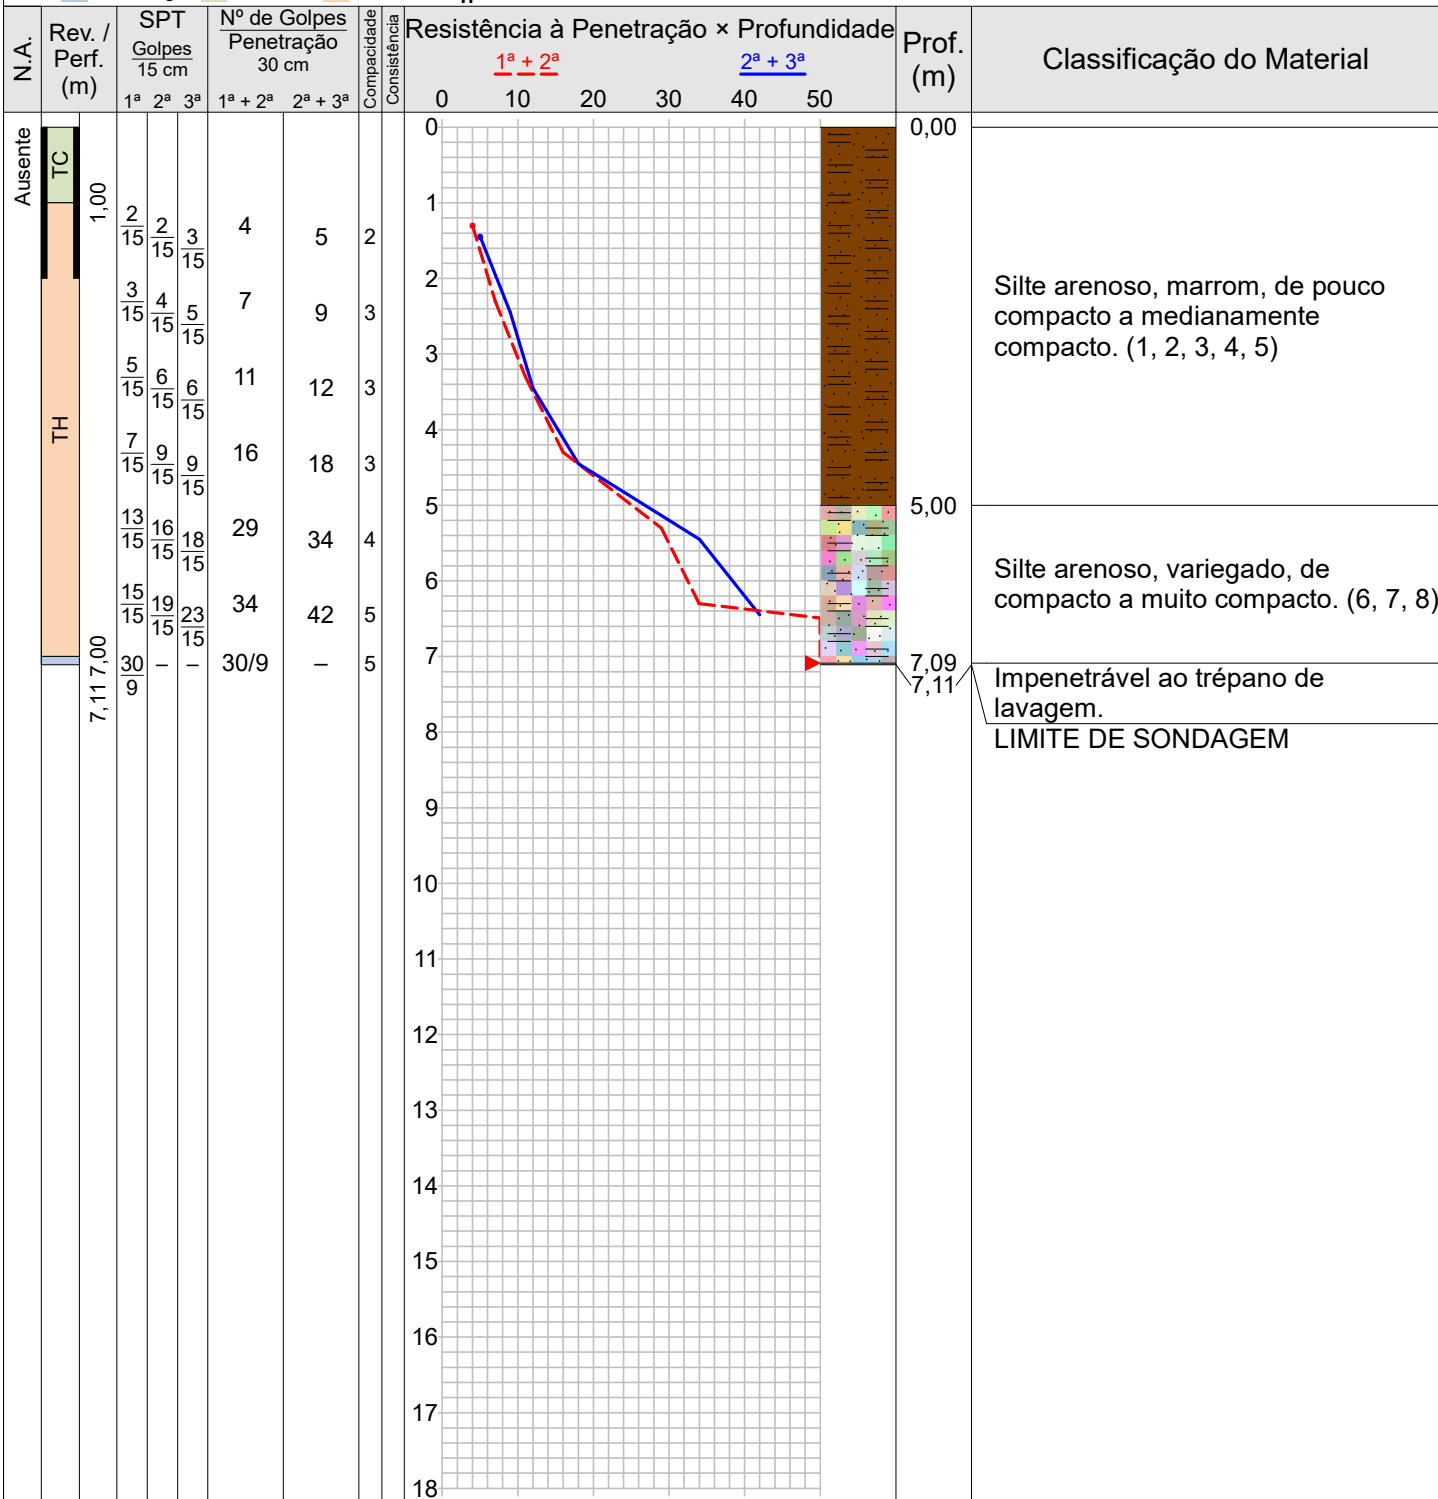 N.A.
Rev. /
Perf.
(m)
SPT
Golpes
15 cm
1ª 2ª 3ª
Nº de Golpes
Penetração
30 cm
1ª + 2ª 2ª + 3ª
Compacidade
Consistência
Resistência à Penetração × Profundidade
1ª + 2ª 2ª + 3ª
0 10 20 30 40 50
Prof.
(m)
Classificação do Material
Ausente
TC
TH
1,00
7,00
7,11
2/15 2/15 3/15 4 5 2
3/15 4/15 5/15 7 9 3
5/15 6/15 6/15 11 12 3
7/15 9/15 9/15 16 18 3
13/15 16/15 18/15 29 34 4
15/15 19/15 23/15 34 42 5
30/9 – – 30/9 – 5
0
1
2
3
4
5
6
7
8
9
10
11
12
13
14
15
16
17
18
0,00
Silte arenoso, marrom, de pouco
compacto a medianamente
compacto. (1, 2, 3, 4, 5)
5,00
Silte arenoso, variegado, de
compacto a muito compacto. (6, 7, 8)
7,09
7,11
Impenetrável ao trépano de
lavagem.
LIMITE DE SONDAGEM